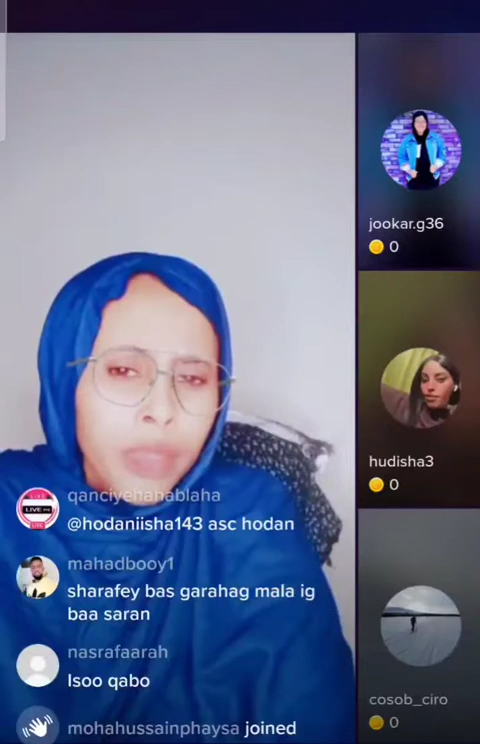 jookar.g36
0
hudisha3
0
cosob_ciro
0
LIVE
qanciyehahablaha
@hodaniisha143 asc hodan
mahadbooy1
sharafey bas garahag mala ig
baa saran
nasrafaarah
Isoo qabo
mohahussainphaysa joined